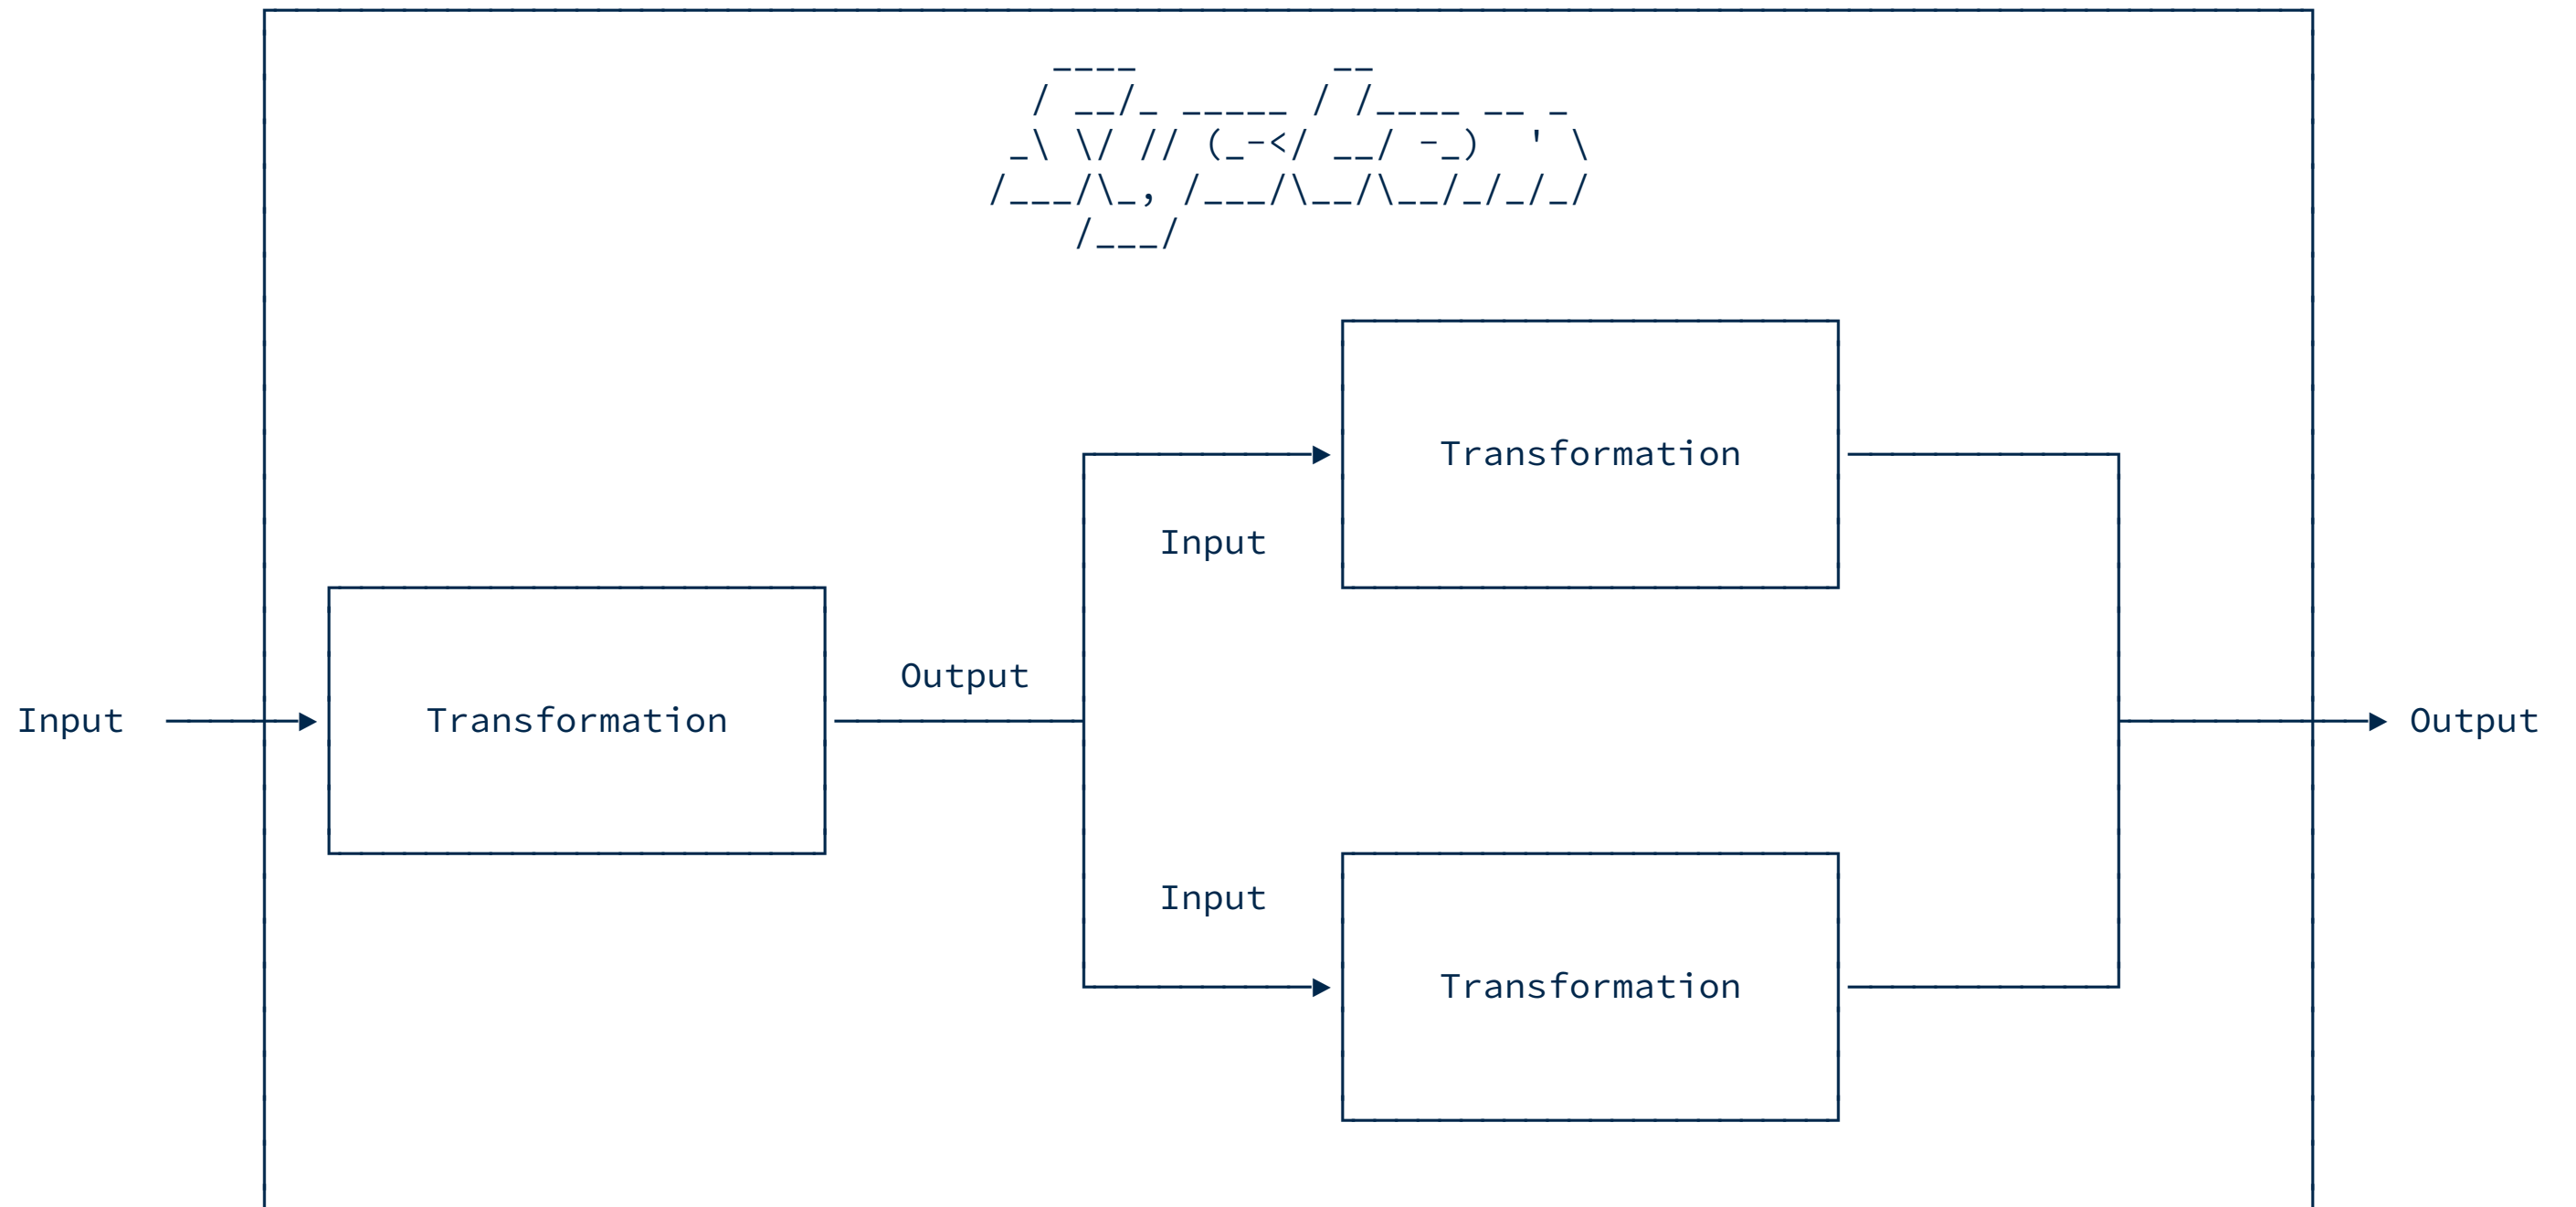 System
Transformation
Input
Output
Input Transformation Output
Input
Transformation